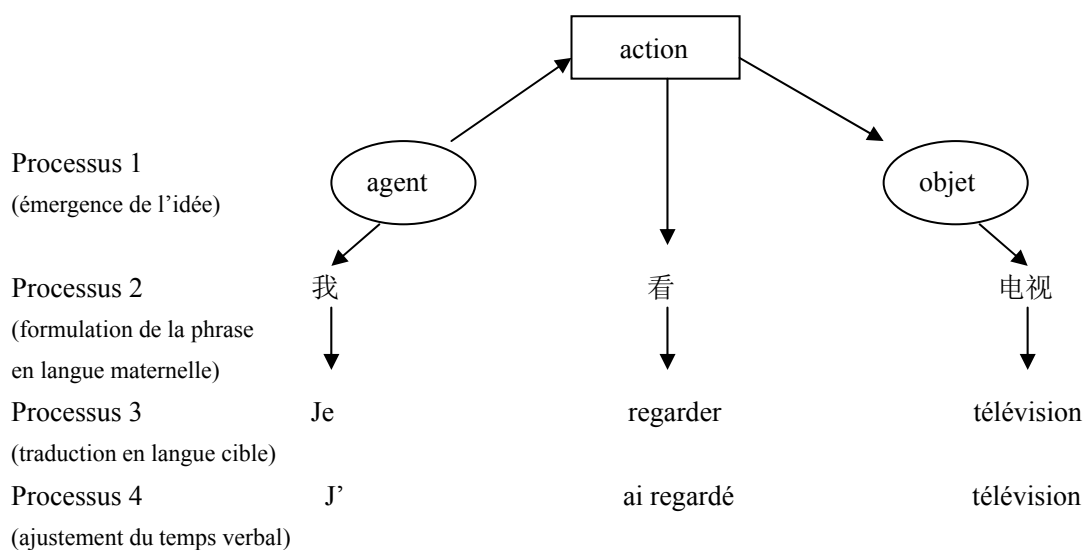 action
Processus 1
(émergence de l’idée)
agent
objet
Processus 2
(formulation de la phrase
en langue maternelle)
我 看 电视
Processus 3
(traduction en langue cible)
Je regarder télévision
Processus 4
(ajustement du temps verbal)
J’ ai regardé télévision